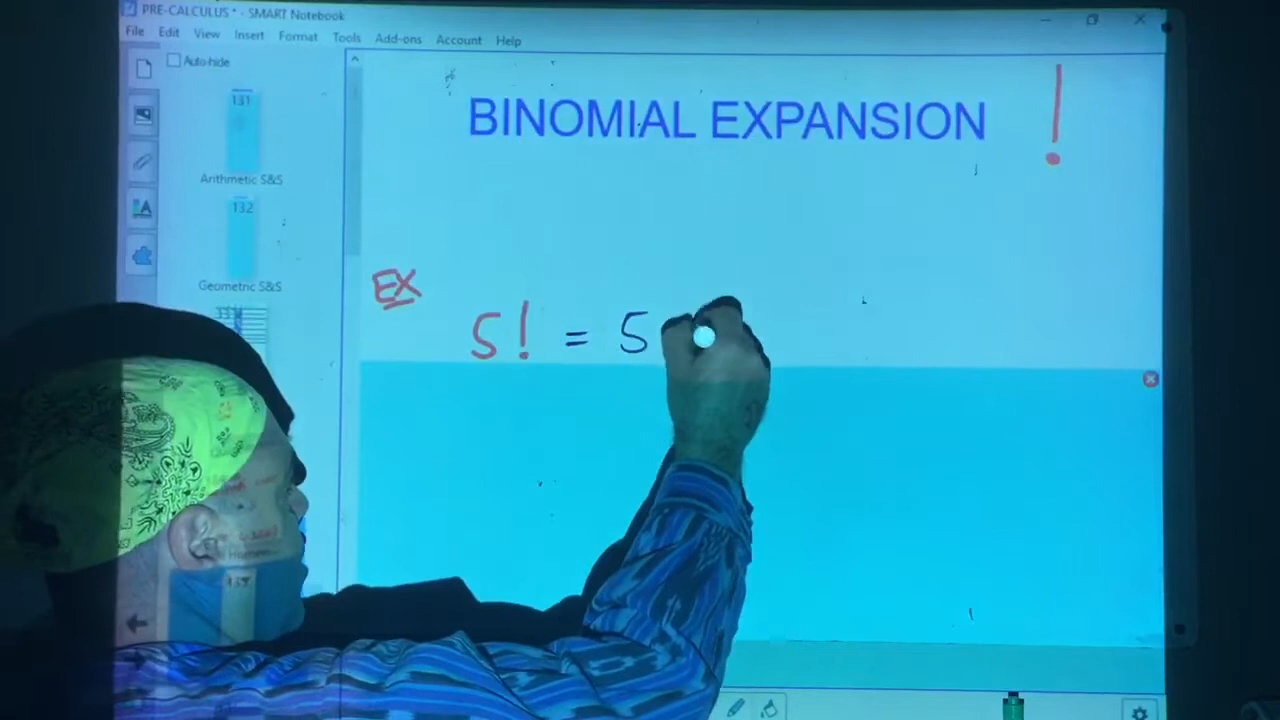 PRE-CALCULUS * - SMART Notebook
File Edit View Insert Format Tools Add-ons Account Help
Auto-hide
131
Arithmetic S&S
132
Geometric S&S
BINOMIAL EXPANSION !
EX
5! = 5